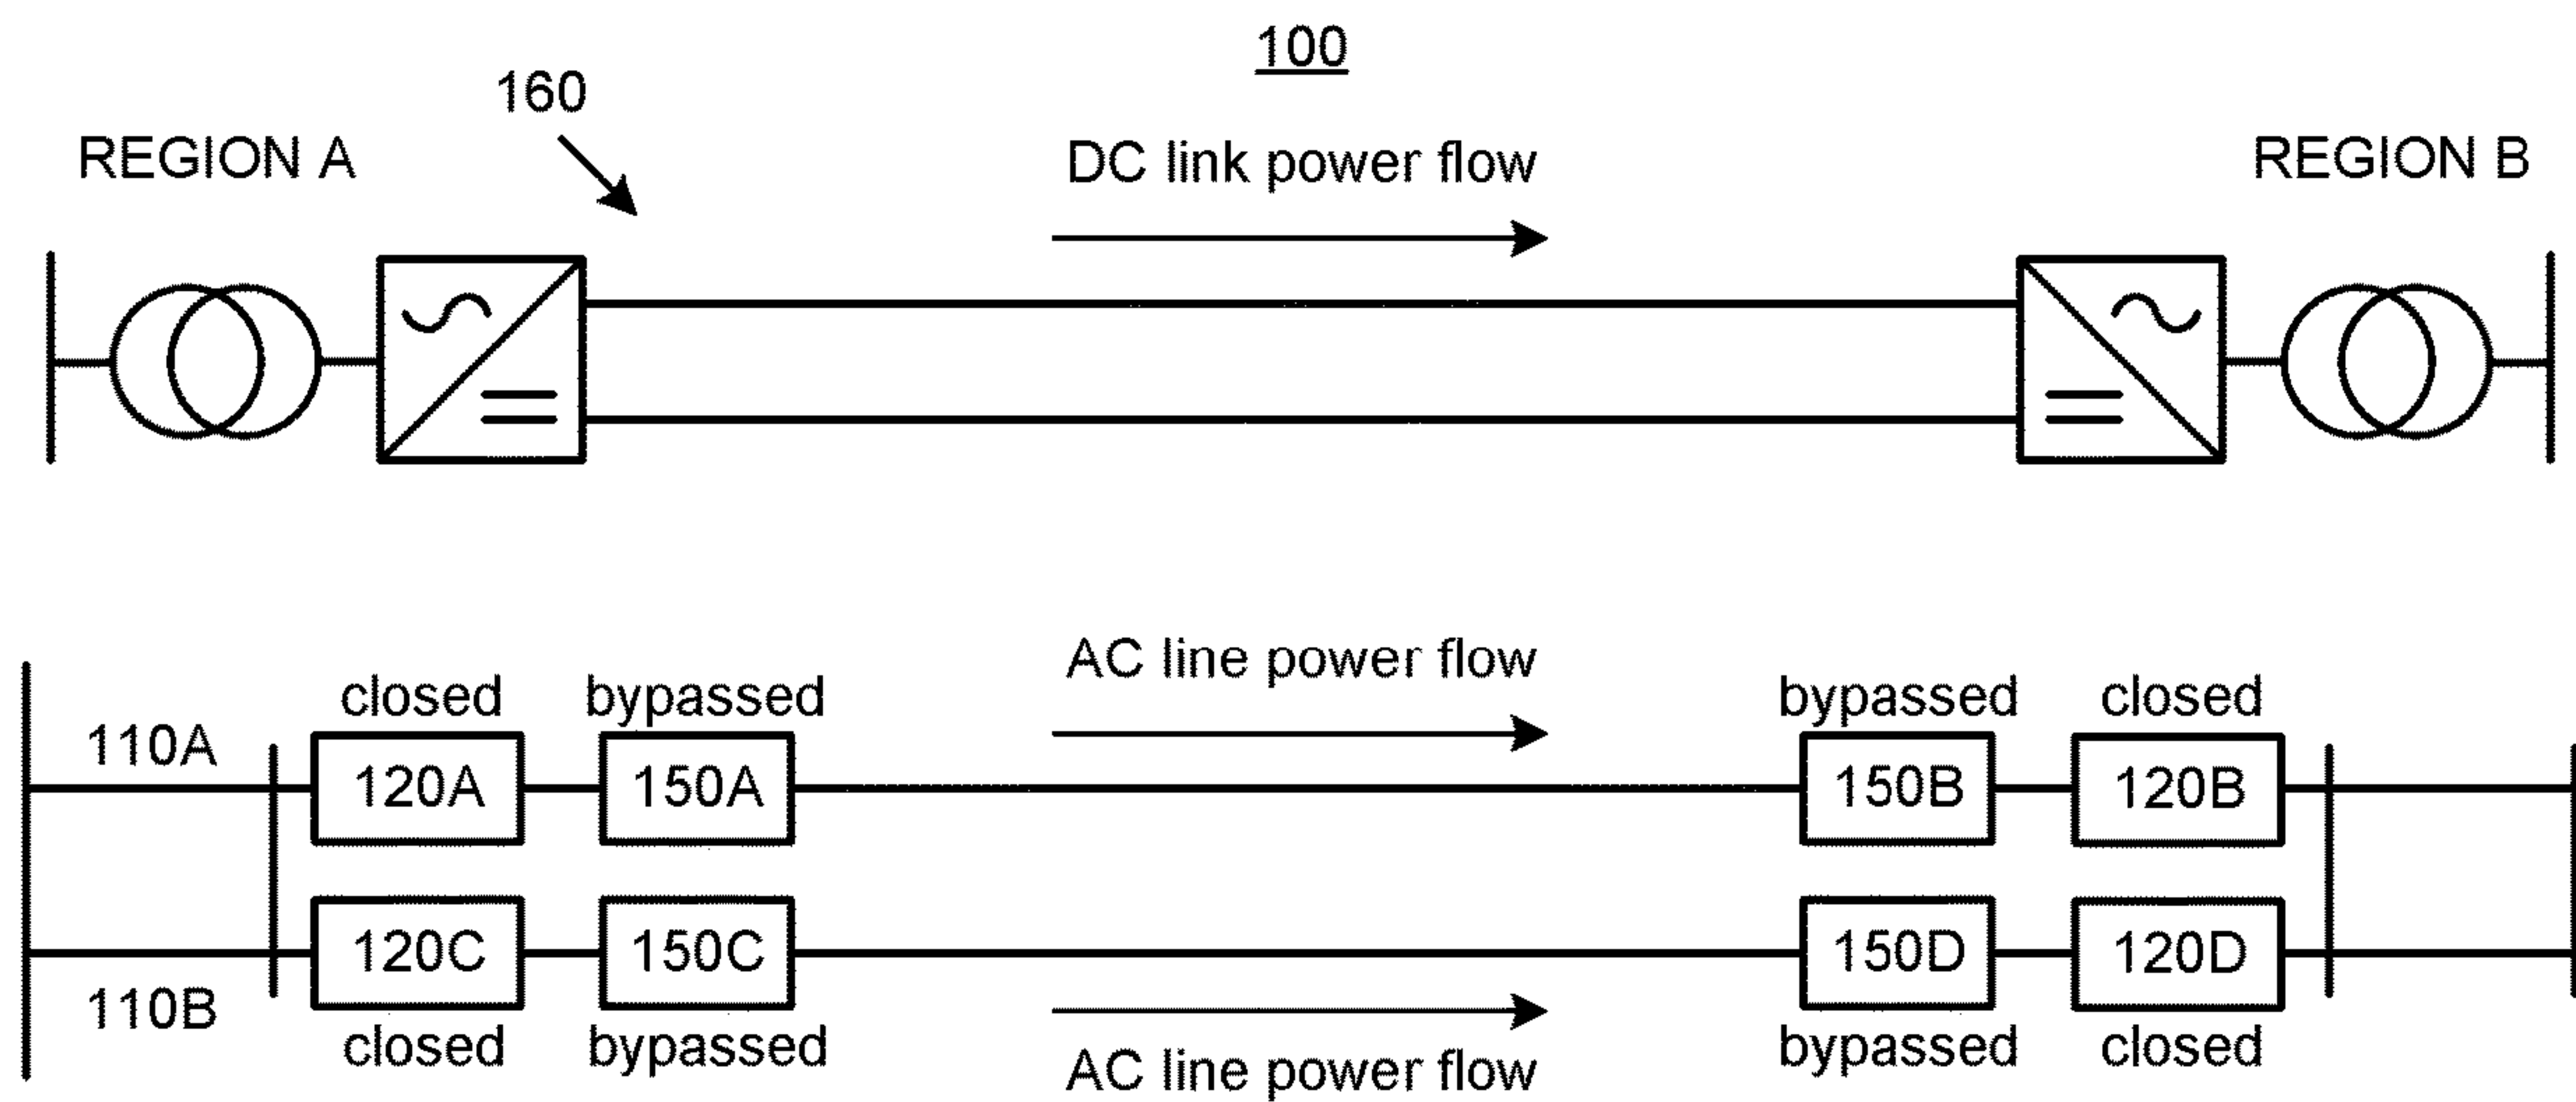 100
160
REGION A
DC link power flow
REGION B
AC line power flow
closed
bypassed
bypassed
closed
110A
120A
150A
150B
120B
120C
150C
150D
120D
110B
closed
bypassed
AC line power flow
bypassed
closed